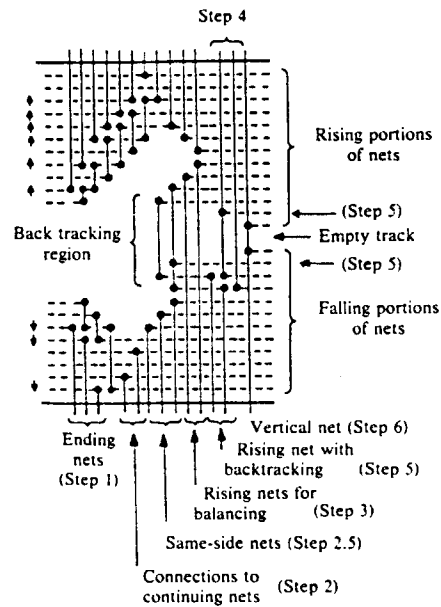 Step 4
Rising portions
of nets
(Step 5)
Empty track
(Step 5)
Back tracking
region
Falling portions
of nets
Ending
nets
(Step 1)
Vertical net (Step 6)
Rising net with
backtracking (Step 5)
Rising nets for
balancing (Step 3)
Same-side nets (Step 2.5)
Connections to
continuing nets (Step 2)